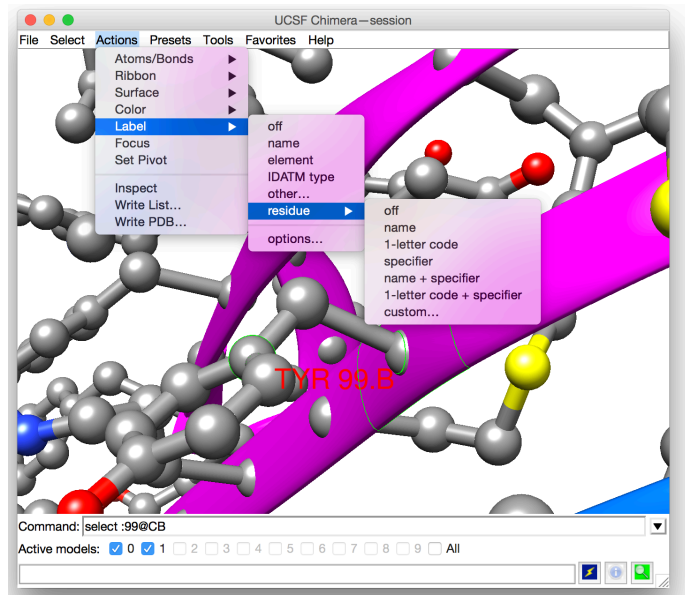 UCSF Chimera—session
File Select Actions Presets Tools Favorites Help
Atoms/Bonds
Ribbon
Surface
Color
Label
Focus
Set Pivot
Inspect
Write List...
Write PDB...
off
name
element
IDATM type
other...
residue
options...
off
name
1-letter code
specifier
name + specifier
1-letter code + specifier
custom...
TYR 99.B
Command: select :99@CB
Active models: 0 1 2 3 4 5 6 7 8 9 All